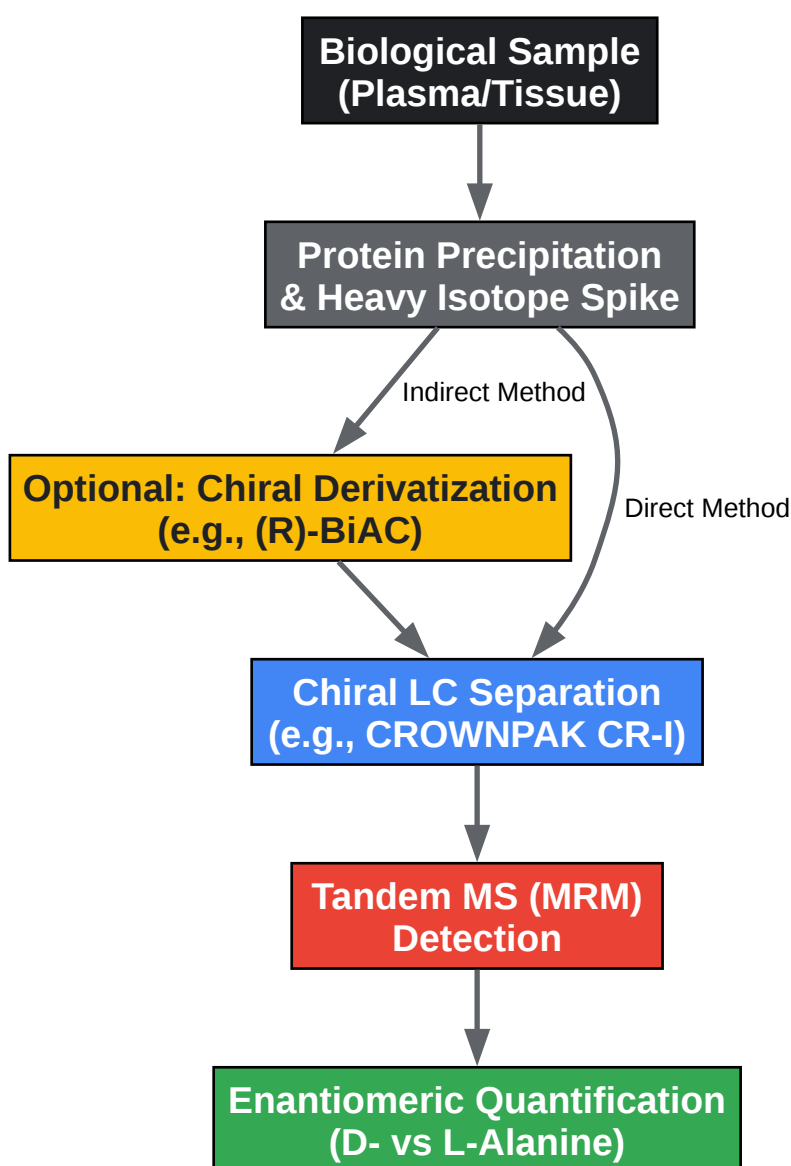 Biological Sample
(Plasma/Tissue)
Protein Precipitation
& Heavy Isotope Spike
Indirect Method
Optional: Chiral Derivatization
(e.g., (R)-BiAC)
Direct Method
Chiral LC Separation
(e.g., CROWNPAK CR-I)
Tandem MS (MRM)
Detection
Enantiomeric Quantification
(D- vs L-Alanine)